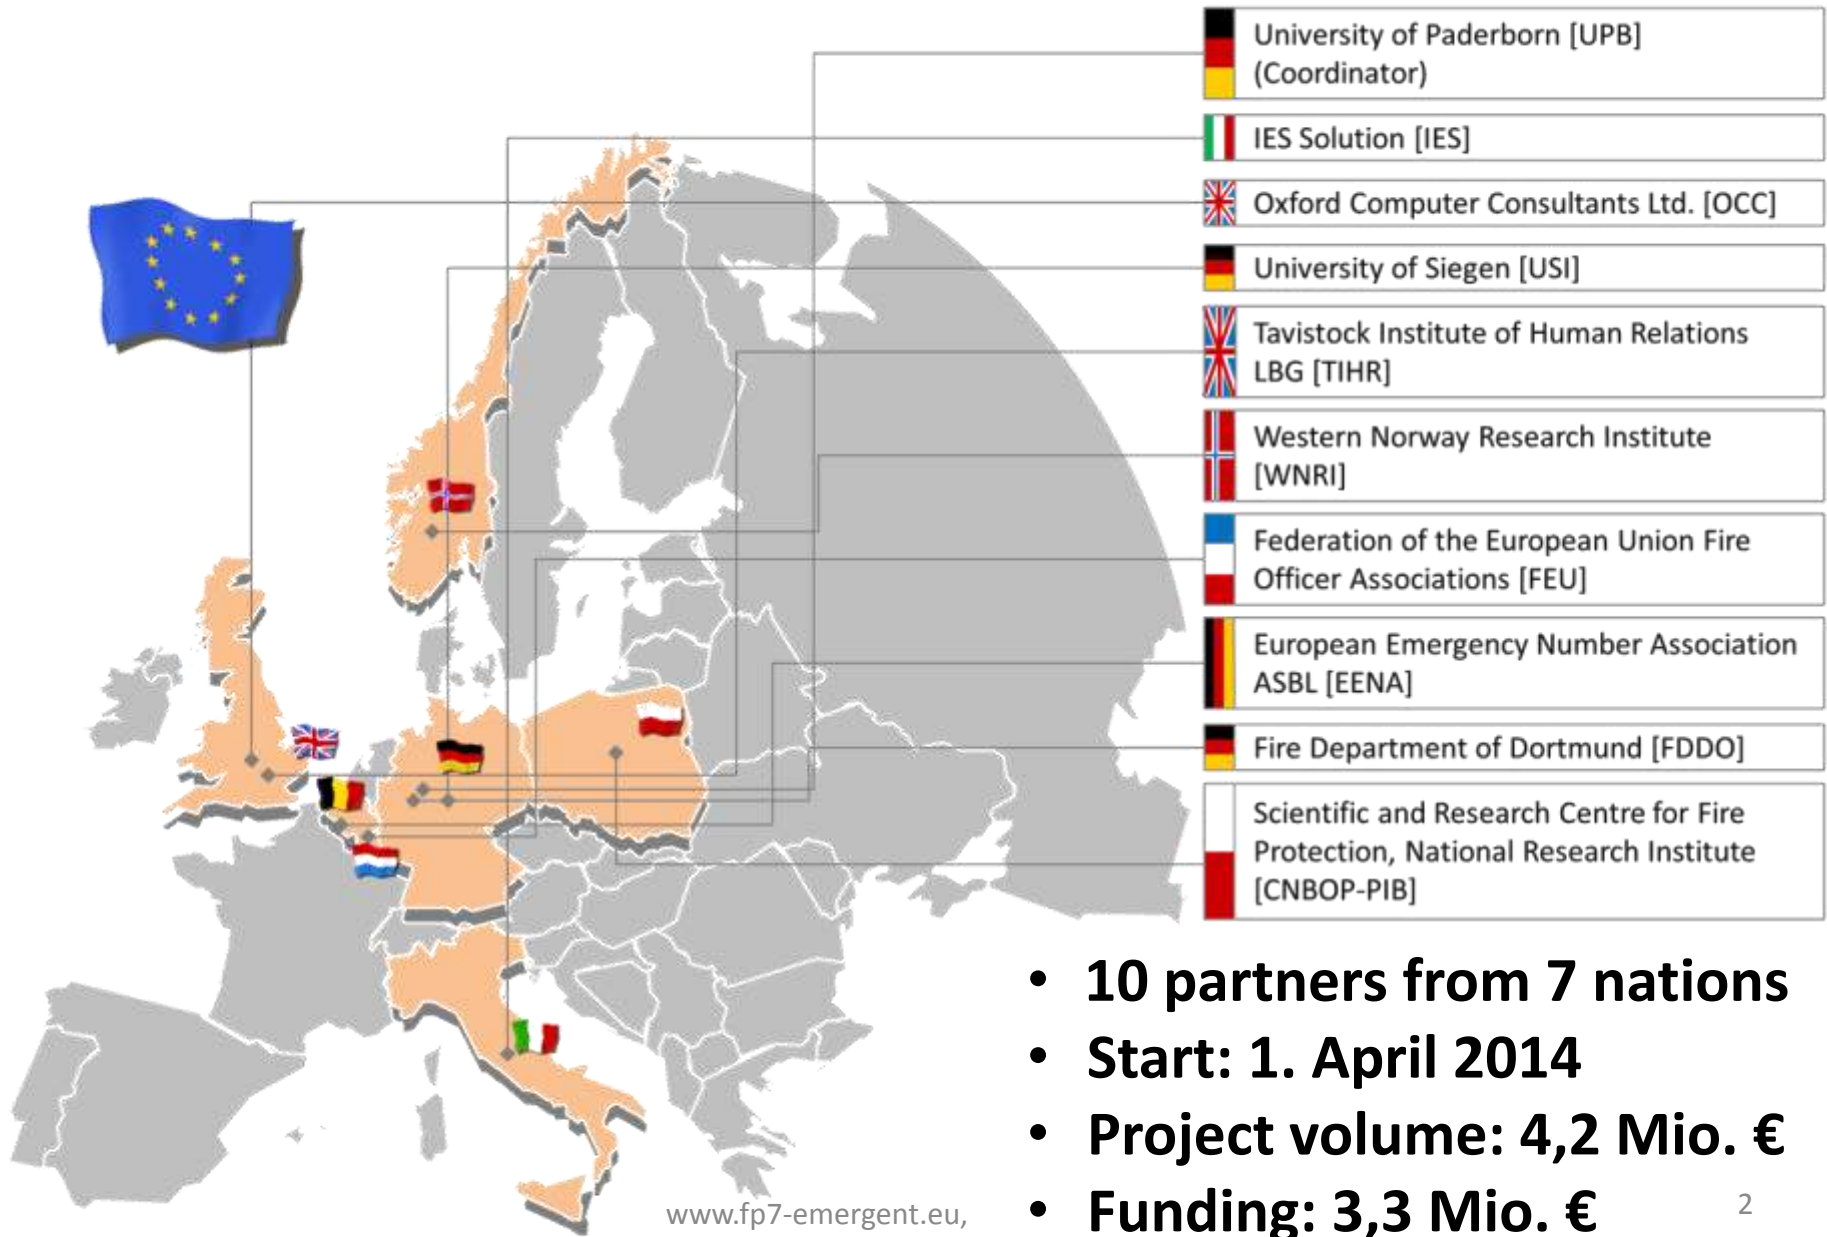 University of Paderborn [UPB]
(Coordinator)
IES Solution [IES]
Oxford Computer Consultants Ltd. [OCC]
University of Siegen [USI]
Tavistock Institute of Human Relations
LBG [TIHR]
Western Norway Research Institute
[WNRI]
Federation of the European Union Fire
Officer Associations [FEU]
European Emergency Number Association
ASBL [EENA]
Fire Department of Dortmund [FDDO]
Scientific and Research Centre for Fire
Protection, National Research Institute
[CNBOP-PIB]
• 10 partners from 7 nations
• Start: 1. April 2014
• Project volume: 4,2 Mio. €
• Funding: 3,3 Mio. €
www.fp7-emergent.eu,
2